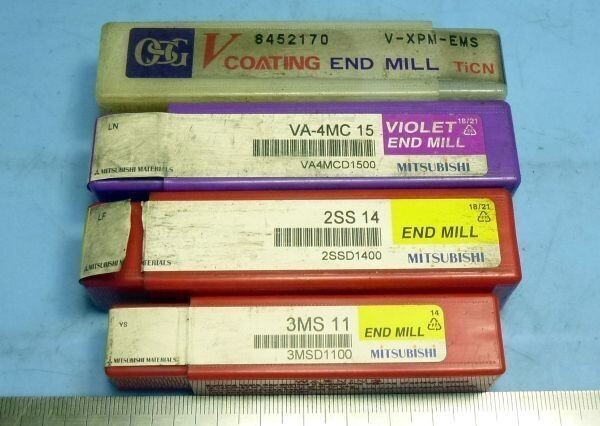 OSG
8452170 V-XPM-EMS
V COATING END MILL TiCN
LN
VA-4MC 15
VIOLET 18/21
END MILL
MITSUBISHI MATERIALS
VA4MCD1500
MITSUBISHI
LF
2SS 14
18/21
END MILL
MITSUBISHI MATERIALS
2SSD1400
MITSUBISHI
YS
3MS 11
14
END MILL
MITSUBISHI MATERIALS
3MSD1100
MITSUBISHI